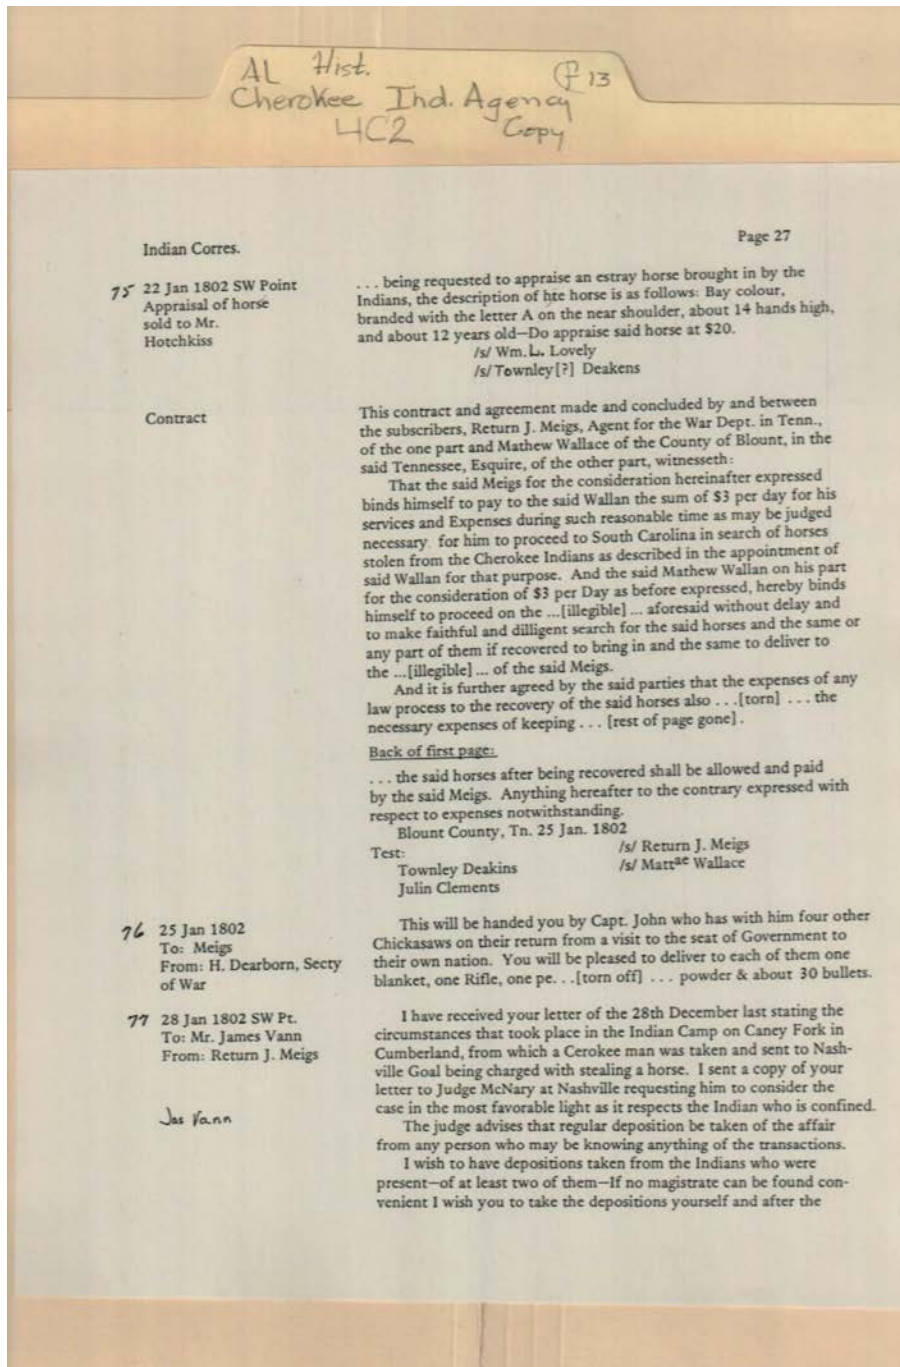 AL Hist. F 13
Cherokee Ind. Agency
4C2 Copy
Page 27
Indian Corres.
75 22 Jan 1802 SW Point
Appraisal of horse
sold to Mr.
Hotchkiss
. . . being requested to appraise an estray horse brought in by the
Indians, the description of hte horse is as follows: Bay colour,
branded with the letter A on the near shoulder, about 14 hands high,
and about 12 years old—Do appraise said horse at $20.
/s/ Wm. L. Lovely
/s/ Townley[?] Deakens
Contract
This contract and agreement made and concluded by and between
the subscribers, Return J. Meigs, Agent for the War Dept. in Tenn.,
of the one part and Mathew Wallace of the County of Blount, in the
said Tennessee, Esquire, of the other part, witnesseth:
That the said Meigs for the consideration hereinafter expressed
binds himself to pay to the said Wallan the sum of $3 per day for his
services and Expenses during such reasonable time as may be judged
necessary for him to proceed to South Carolina in search of horses
stolen from the Cherokee Indians as described in the appointment of
said Wallan for that purpose. And the said Mathew Wallan on his part
for the consideration of $3 per Day as before expressed, hereby binds
himself to proceed on the ...[illegible] ... aforesaid without delay and
to make faithful and dilligent search for the said horses and the same or
any part of them if recovered to bring in and the same to deliver to
the ...[illegible] ... of the said Meigs.
And it is further agreed by the said parties that the expenses of any
law process to the recovery of the said horses also . . .[torn] . . . the
necessary expenses of keeping . . . [rest of page gone] .
Back of first page:
. . . the said horses after being recovered shall be allowed and paid
by the said Meigs. Anything hereafter to the contrary expressed with
respect to expenses notwithstanding.
Blount County, Tn. 25 Jan. 1802
Test: /s/ Return J. Meigs
Townley Deakins /s/ Mattae Wallace
Julin Clements
76 25 Jan 1802
To: Meigs
From: H. Dearborn, Secty
of War
This will be handed you by Capt. John who has with him four other
Chickasaws on their return from a visit to the seat of Government to
their own nation. You will be pleased to deliver to each of them one
blanket, one Rifle, one pe. . .[torn off] . . . powder & about 30 bullets.
77 28 Jan 1802 SW Pt.
To: Mr. James Vann
From: Return J. Meigs
Jas Vann
I have received your letter of the 28th December last stating the
circumstances that took place in the Indian Camp on Caney Fork in
Cumberland, from which a Cerokee man was taken and sent to Nash-
ville Goal being charged with stealing a horse. I sent a copy of your
letter to Judge McNary at Nashville requesting him to consider the
case in the most favorable light as it respects the Indian who is confined.
The judge advises that regular deposition be taken of the affair
from any person who may be knowing anything of the transactions.
I wish to have depositions taken from the Indians who were
present—of at least two of them—If no magistrate can be found con-
venient I wish you to take the depositions yourself and after the